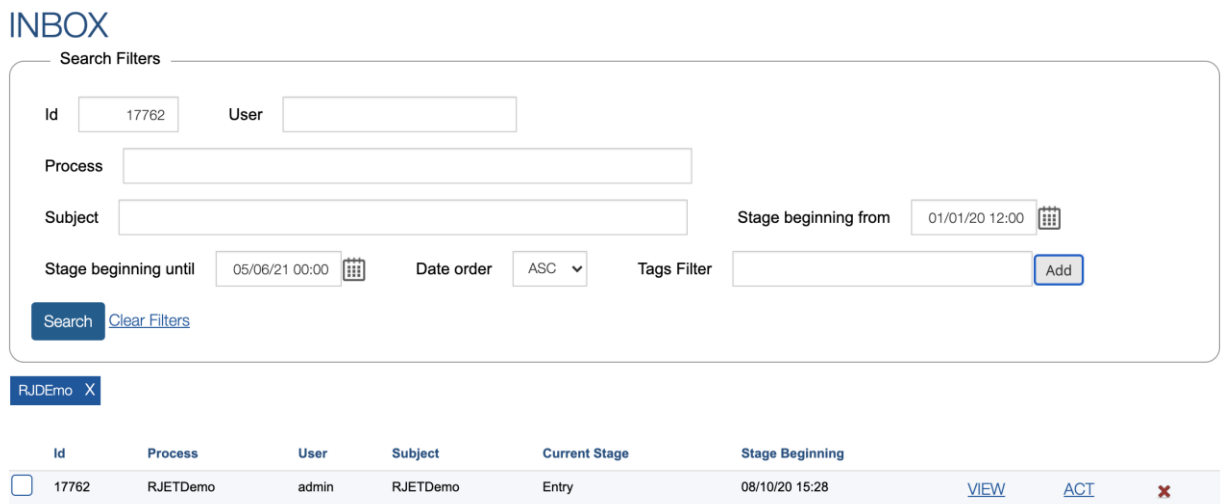 INBOX
Search Filters
Id 17762 User
Process
Subject Stage beginning from 01/01/20 12:00
Stage beginning until 05/06/21 00:00 Date order ASC Tags Filter Add
Search Clear Filters
RJDEmo X
Id Process User Subject Current Stage Stage Beginning
17762 RJETDemo admin RJETDemo Entry 08/10/20 15:28 VIEW ACT